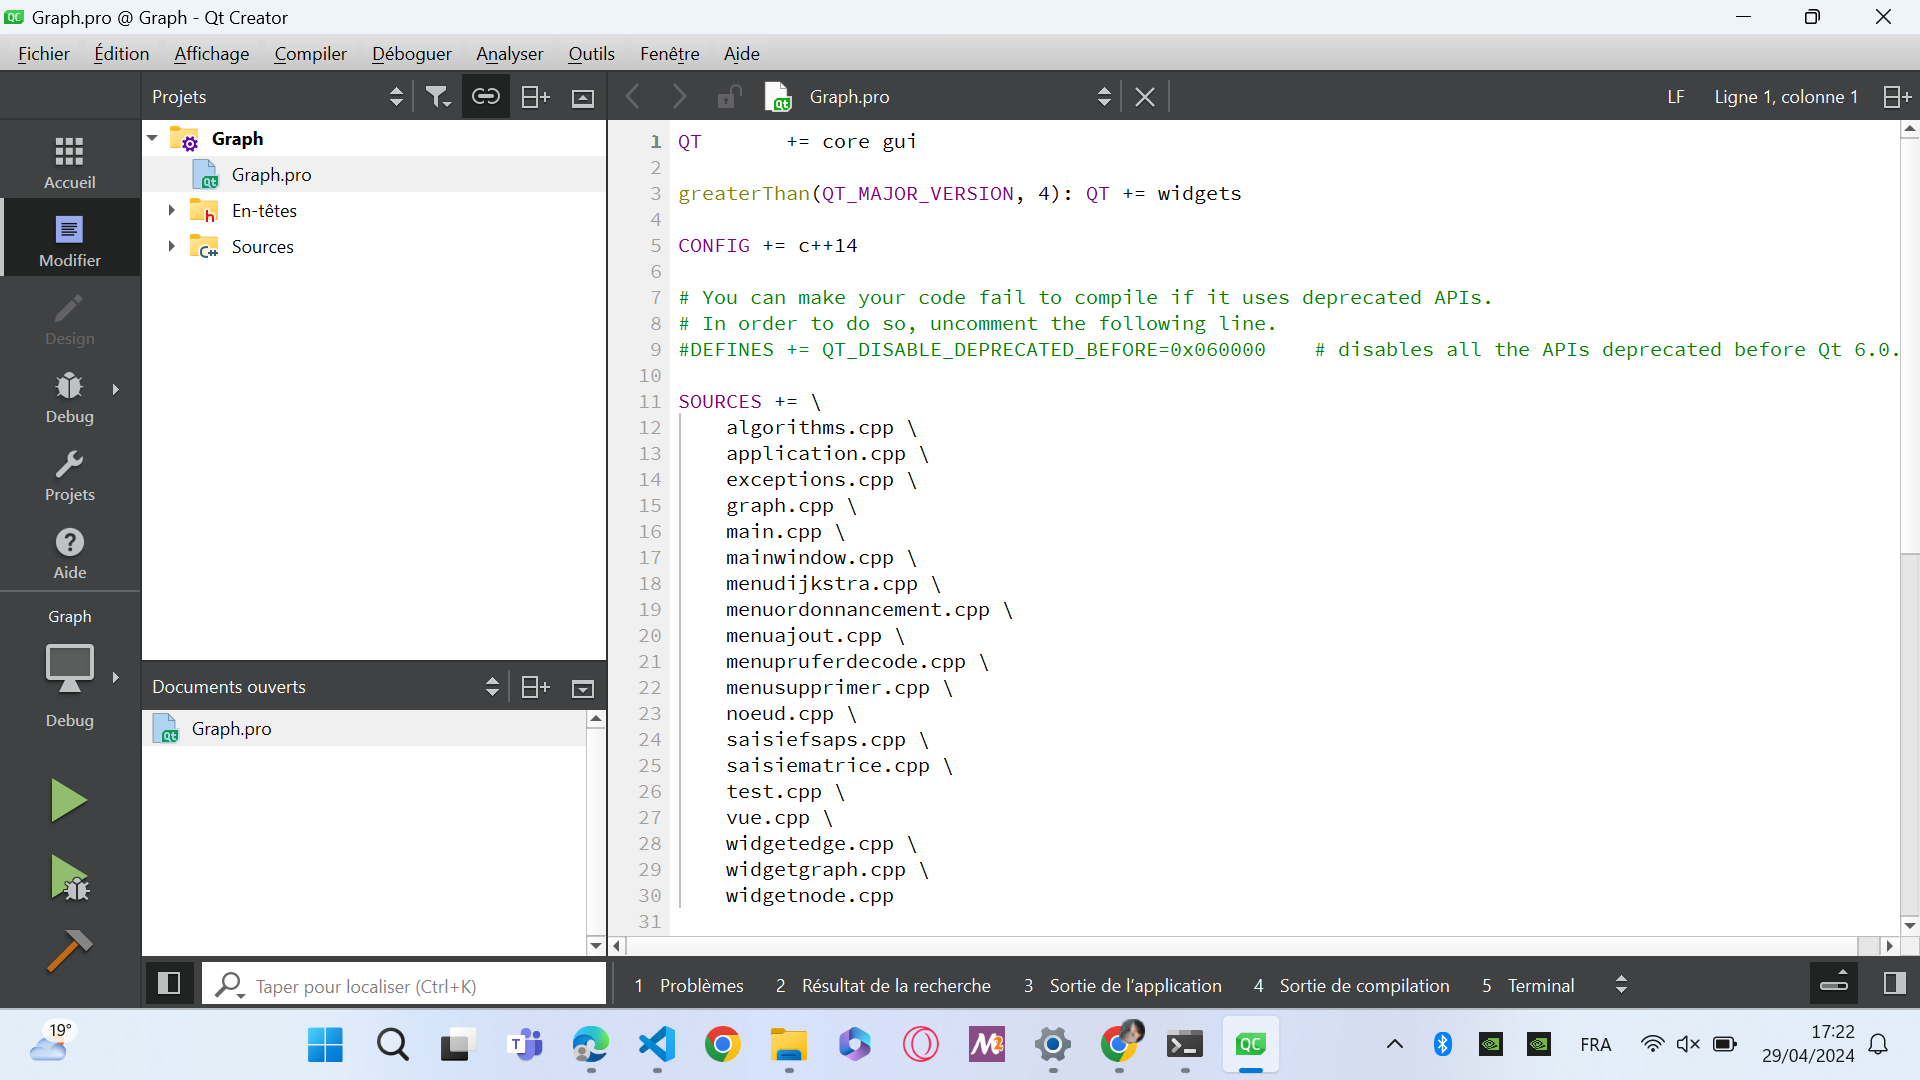 Graph.pro @ Graph - Qt Creator
Fichier Édition Affichage Compiler Déboguer Analyser Outils Fenêtre Aide
Projets
Graph.pro
LF Ligne 1, colonne 1
Accueil
Modifier
Design
Debug
Projets
Aide
Graph
Debug
Graph
Graph.pro
En-têtes
Sources
Documents ouverts
Graph.pro
1 QT       += core gui
2
3 greaterThan(QT_MAJOR_VERSION, 4): QT += widgets
4
5 CONFIG += c++14
6
7 # You can make your code fail to compile if it uses deprecated APIs.
8 # In order to do so, uncomment the following line.
9 #DEFINES += QT_DISABLE_DEPRECATED_BEFORE=0x060000    # disables all the APIs deprecated before Qt 6.0.
10
11 SOURCES += \
12     algorithms.cpp \
13     application.cpp \
14     exceptions.cpp \
15     graph.cpp \
16     main.cpp \
17     mainwindow.cpp \
18     menudijkstra.cpp \
19     menuordonnancement.cpp \
20     menuajout.cpp \
21     menupruferdecode.cpp \
22     menusupprimer.cpp \
23     noeud.cpp \
24     saisiefsaps.cpp \
25     saisiematrice.cpp \
26     test.cpp \
27     vue.cpp \
28     widgetedge.cpp \
29     widgetgraph.cpp \
30     widgetnode.cpp
31
Taper pour localiser (Ctrl+K)
1 Problèmes 2 Résultat de la recherche 3 Sortie de l'application 4 Sortie de compilation 5 Terminal
19°
FRA
17:22
29/04/2024